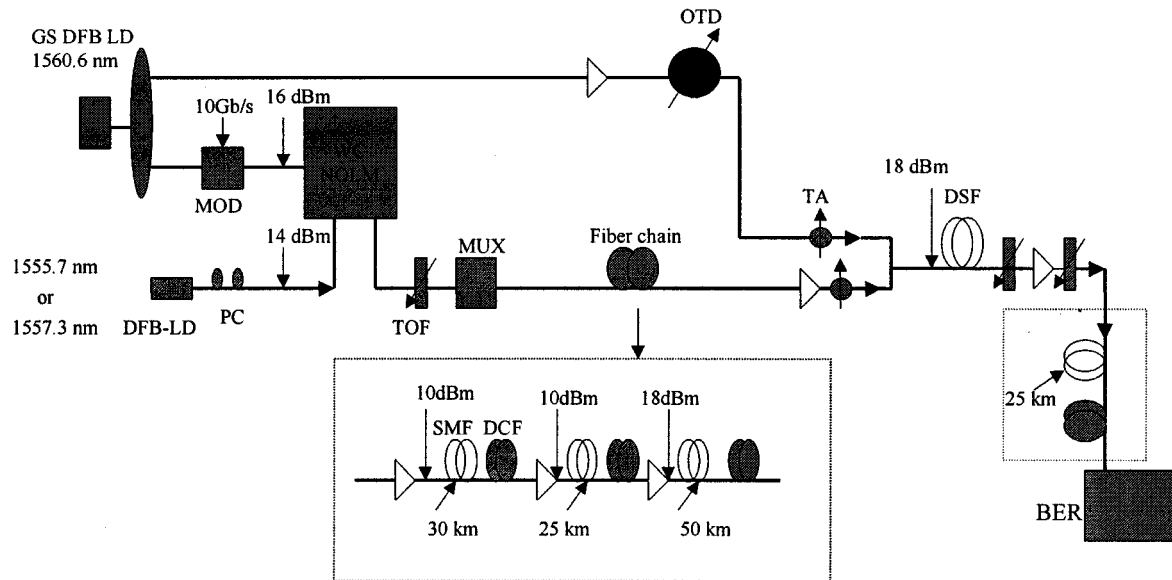 GS DFB LD
1560.6 nm
OTD
10Gb/s
16 dBm
WC
NOLM
MOD
18 dBm
DSF
TA
14 dBm
MUX
Fiber chain
1555.7 nm
or
1557.3 nm
DFB-LD
PC
TOF
25 km
10dBm
10dBm
18dBm
SMF
DCF
30 km
25 km
50 km
BER